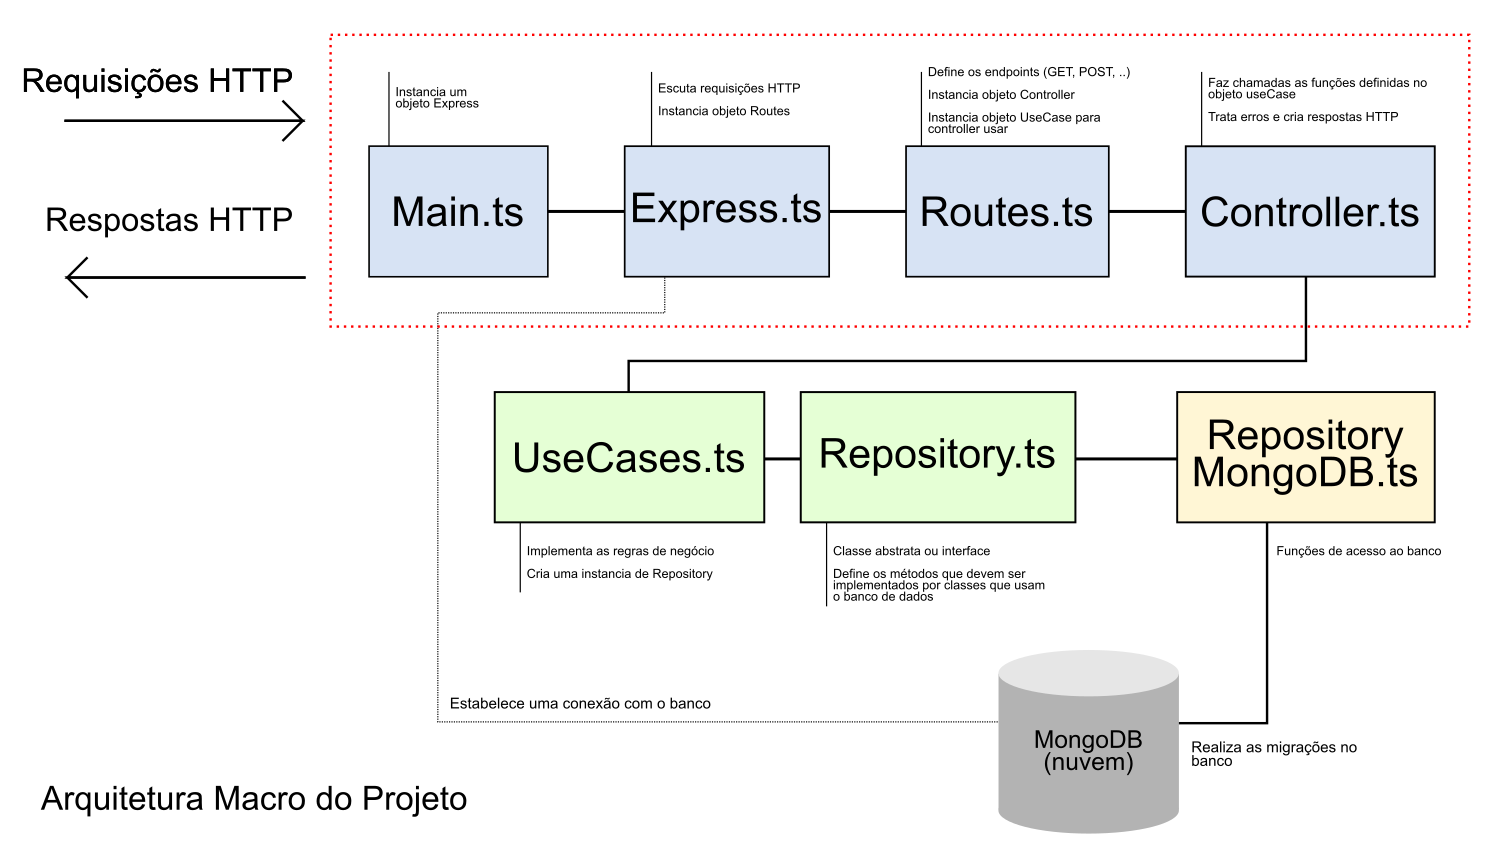 Requisições HTTP
Respostas HTTP
Instancia um
objeto Express
Main.ts
Escuta requisições HTTP
Instancia objeto Routes
Express.ts
Define os endpoints (GET, POST, ..)
Instancia objeto Controller
Instancia objeto UseCase para
controller usar
Routes.ts
Faz chamadas as funções definidas no
objeto useCase
Trata erros e cria respostas HTTP
Controller.ts
UseCases.ts
Implementa as regras de negócio
Cria uma instancia de Repository
Repository.ts
Classe abstrata ou interface
Define os métodos que devem ser
implementados por classes que usam
o banco de dados
Repository
MongoDB.ts
Funções de acesso ao banco
Estabelece uma conexão com o banco
MongoDB
(nuvem)
Realiza as migrações no
banco
Arquitetura Macro do Projeto